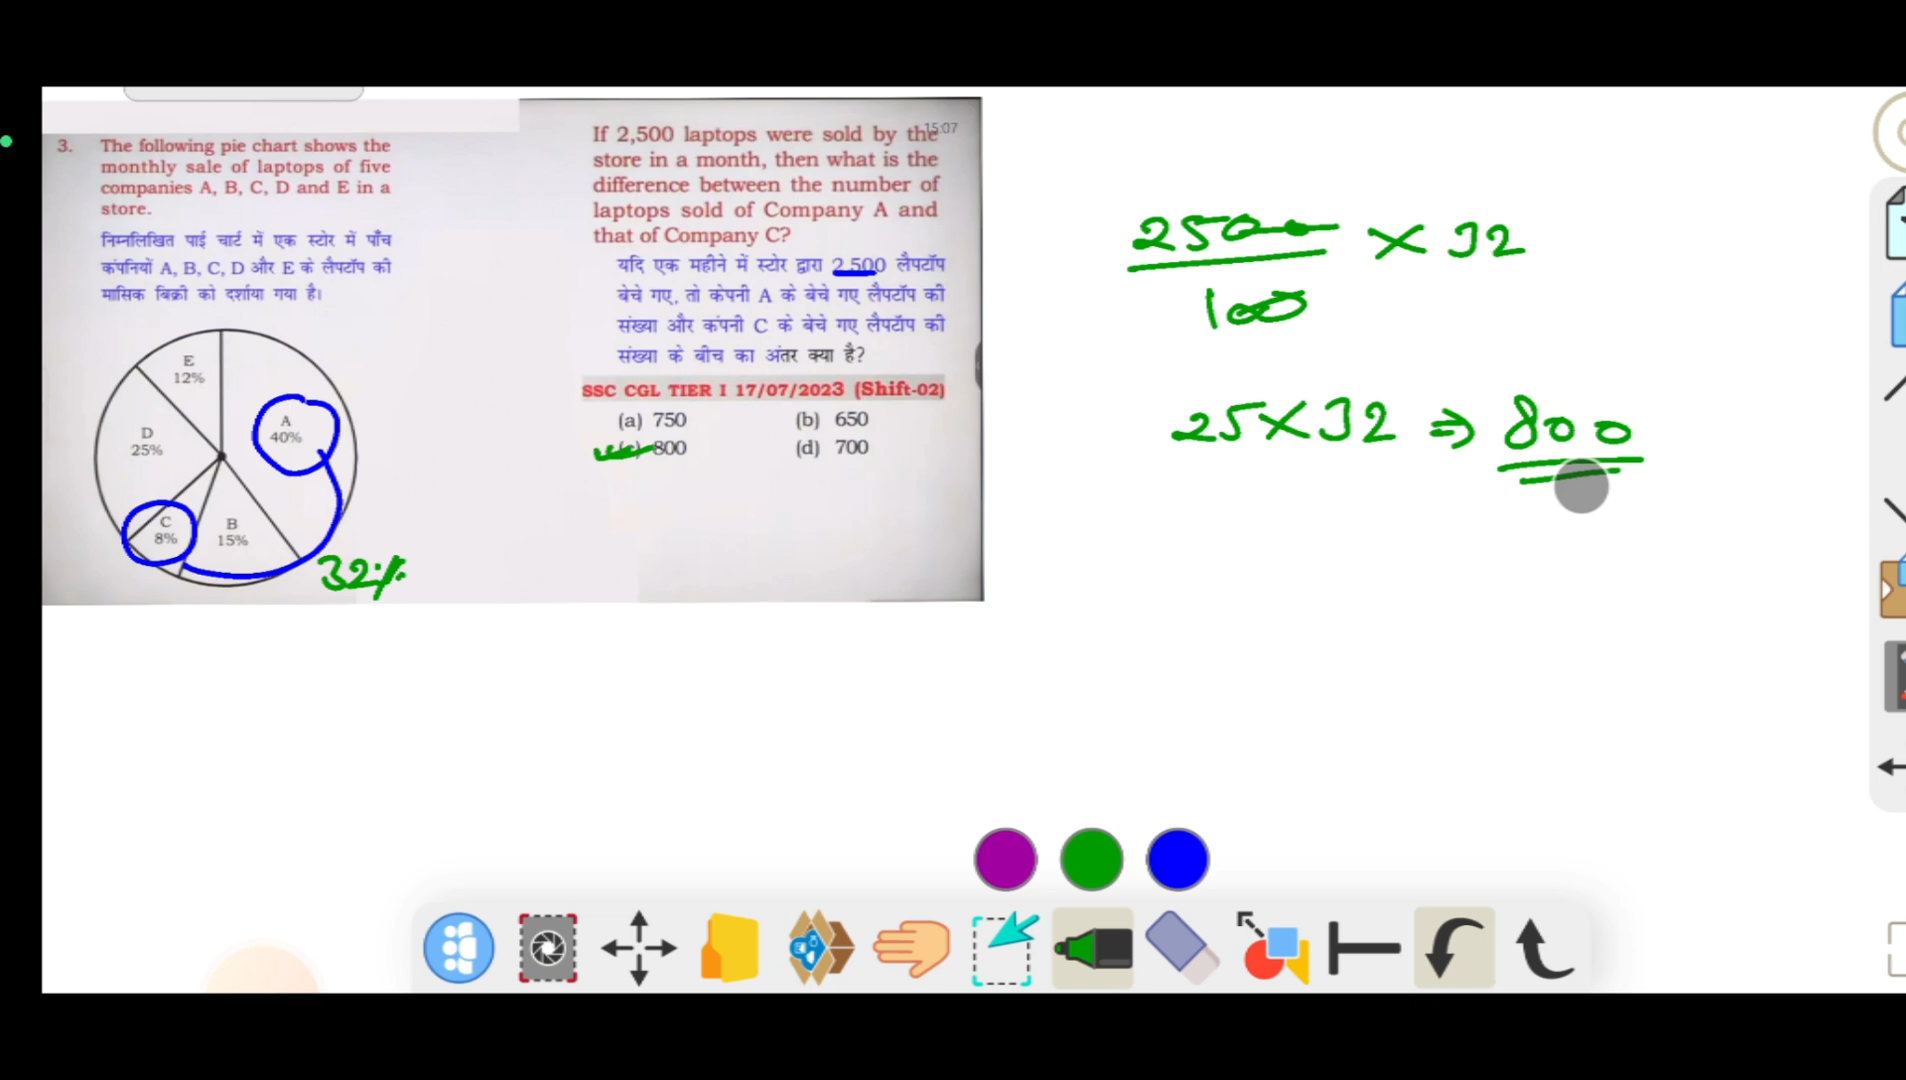 3. The following pie chart shows the
monthly sale of laptops of five
companies A, B, C, D and E in a
store.
निम्नलिखित पाई चार्ट में एक स्टोर में पाँच
कंपनियों A, B, C, D और E के लैपटॉप की
मासिक बिक्री को दर्शाया गया है।
E
12%
A
40%
D
25%
C
8%
B
15%
32%
15:07
If 2,500 laptops were sold by the
store in a month, then what is the
difference between the number of
laptops sold of Company A and
that of Company C?
यदि एक महीने में स्टोर द्वारा 2,500 लैपटॉप
बेचे गए, तो कंपनी A के बेचे गए लैपटॉप की
संख्या और कंपनी C के बेचे गए लैपटॉप की
संख्या के बीच का अंतर क्या है?
SSC CGL TIER I 17/07/2023 (Shift-02)
(a) 750 (b) 650
(c) 800 (d) 700
2500 × 32
100
25 × 32 ⇒ 800